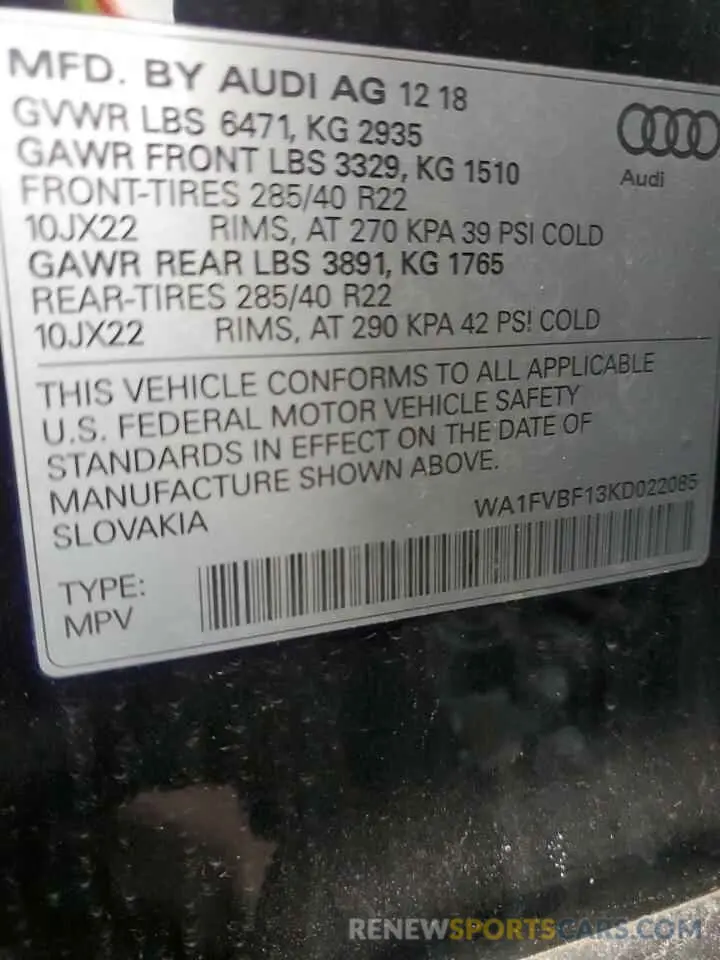 MFD. BY AUDI AG 12 18
GVWR LBS 6471, KG 2935
GAWR FRONT LBS 3329, KG 1510
FRONT-TIRES 285/40 R22
10JX22 RIMS, AT 270 KPA 39 PSI COLD
GAWR REAR LBS 3891, KG 1765
REAR-TIRES 285/40 R22
10JX22 RIMS, AT 290 KPA 42 PSI COLD
Audi
THIS VEHICLE CONFORMS TO ALL APPLICABLE
U.S. FEDERAL MOTOR VEHICLE SAFETY
STANDARDS IN EFFECT ON THE DATE OF
MANUFACTURE SHOWN ABOVE.
SLOVAKIA
WA1FVBF13KD022085
TYPE:
MPV
RENEWSPORTSCARS.COM